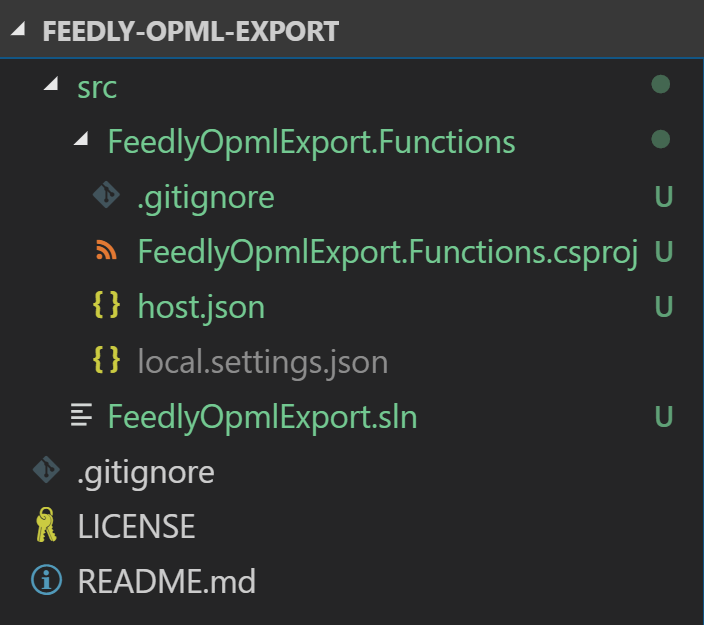 FEEDLY-OPML-EXPORT
src
FeedlyOpmlExport.Functions
.gitignore U
FeedlyOpmlExport.Functions.csproj U
{ } host.json U
{ } local.settings.json
FeedlyOpmlExport.sln U
.gitignore
LICENSE
README.md